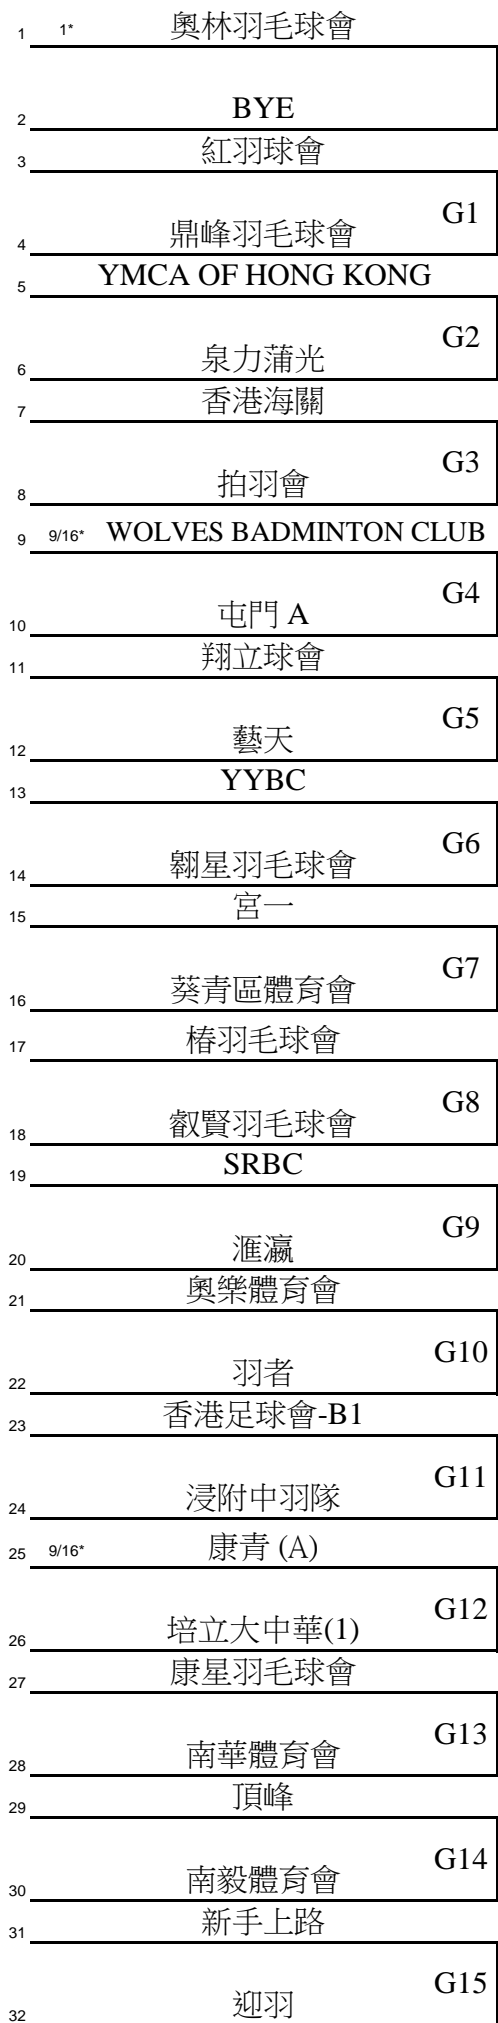 1 1* 奧林羽毛球會
2 BYE
3 紅羽球會
G1
4 鼎峰羽毛球會
5 YMCA OF HONG KONG
G2
6 泉力蒲光
7 香港海關
G3
8 拍羽會
9 9/16* WOLVES BADMINTON CLUB
G4
10 屯門 A
11 翔立球會
G5
12 藝天
13 YYBC
G6
14 翱星羽毛球會
15 宮一
G7
16 葵青區體育會
17 椿羽毛球會
G8
18 叡賢羽毛球會
19 SRBC
G9
20 滙瀛
21 奧樂體育會
G10
22 羽者
23 香港足球會-B1
G11
24 浸附中羽隊
25 9/16* 康青 (A)
G12
26 培立大中華(1)
27 康星羽毛球會
G13
28 南華體育會
29 頂峰
G14
30 南毅體育會
31 新手上路
G15
32 迎羽